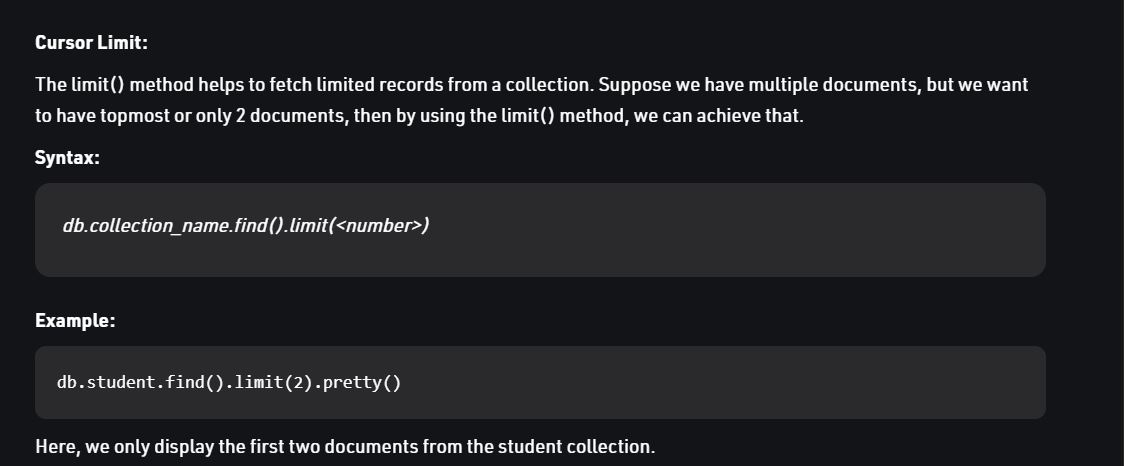 Cursor Limit:
The limit() method helps to fetch limited records from a collection. Suppose we have multiple documents, but we want
to have topmost or only 2 documents, then by using the limit() method, we can achieve that.
Syntax:
db.collection_name.find().limit(<number>)
Example:
db.student.find().limit(2).pretty()
Here, we only display the first two documents from the student collection.